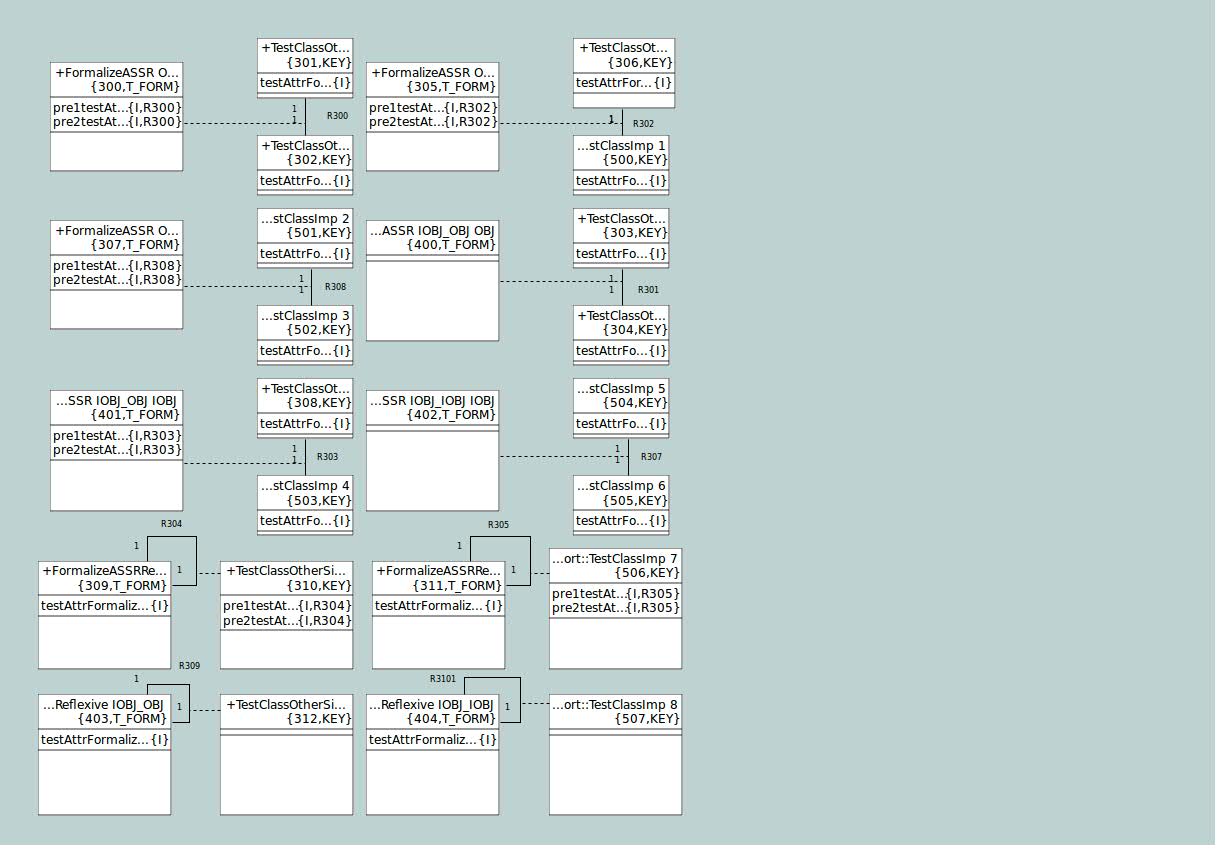 +FormalizeASSR O...
{300,T_FORM}
pre1testAt...{I,R300}
pre2testAt...{I,R300}
+TestClassOt...
{301,KEY}
testAttrFo...{I}
1
1
R300
+TestClassOt...
{302,KEY}
testAttrFo...{I}
+FormalizeASSR O...
{305,T_FORM}
pre1testAt...{I,R302}
pre2testAt...{I,R302}
+TestClassOt...
{306,KEY}
testAttrFor...{I}
1
R302
...stClassImp 1
{500,KEY}
testAttrFo...{I}
+FormalizeASSR O...
{307,T_FORM}
pre1testAt...{I,R308}
pre2testAt...{I,R308}
...stClassImp 2
{501,KEY}
testAttrFo...{I}
1
1
R308
...stClassImp 3
{502,KEY}
testAttrFo...{I}
...ASSR IOBJ_OBJ OBJ
{400,T_FORM}
+TestClassOt...
{303,KEY}
testAttrFo...{I}
1
1
R301
+TestClassOt...
{304,KEY}
testAttrFo...{I}
...SSR IOBJ_OBJ IOBJ
{401,T_FORM}
pre1testAt...{I,R303}
pre2testAt...{I,R303}
+TestClassOt...
{308,KEY}
testAttrFo...{I}
1
1
R303
...stClassImp 4
{503,KEY}
testAttrFo...{I}
...SSR IOBJ_IOBJ IOBJ
{402,T_FORM}
...stClassImp 5
{504,KEY}
testAttrFo...{I}
1
1
R307
...stClassImp 6
{505,KEY}
testAttrFo...{I}
R304
1
1
+FormalizeASSRRe...
{309,T_FORM}
testAttrFormaliz...{I}
+TestClassOtherSi...
{310,KEY}
pre1testAt...{I,R304}
pre2testAt...{I,R304}
R305
1
1
+FormalizeASSRRe...
{311,T_FORM}
testAttrFormaliz...{I}
...ort::TestClassImp 7
{506,KEY}
pre1testAt...{I,R305}
pre2testAt...{I,R305}
R309
1
1
...Reflexive IOBJ_OBJ
{403,T_FORM}
testAttrFormaliz...{I}
+TestClassOtherSi...
{312,KEY}
R3101
1
...Reflexive IOBJ_IOBJ
{404,T_FORM}
testAttrFormaliz...{I}
...ort::TestClassImp 8
{507,KEY}